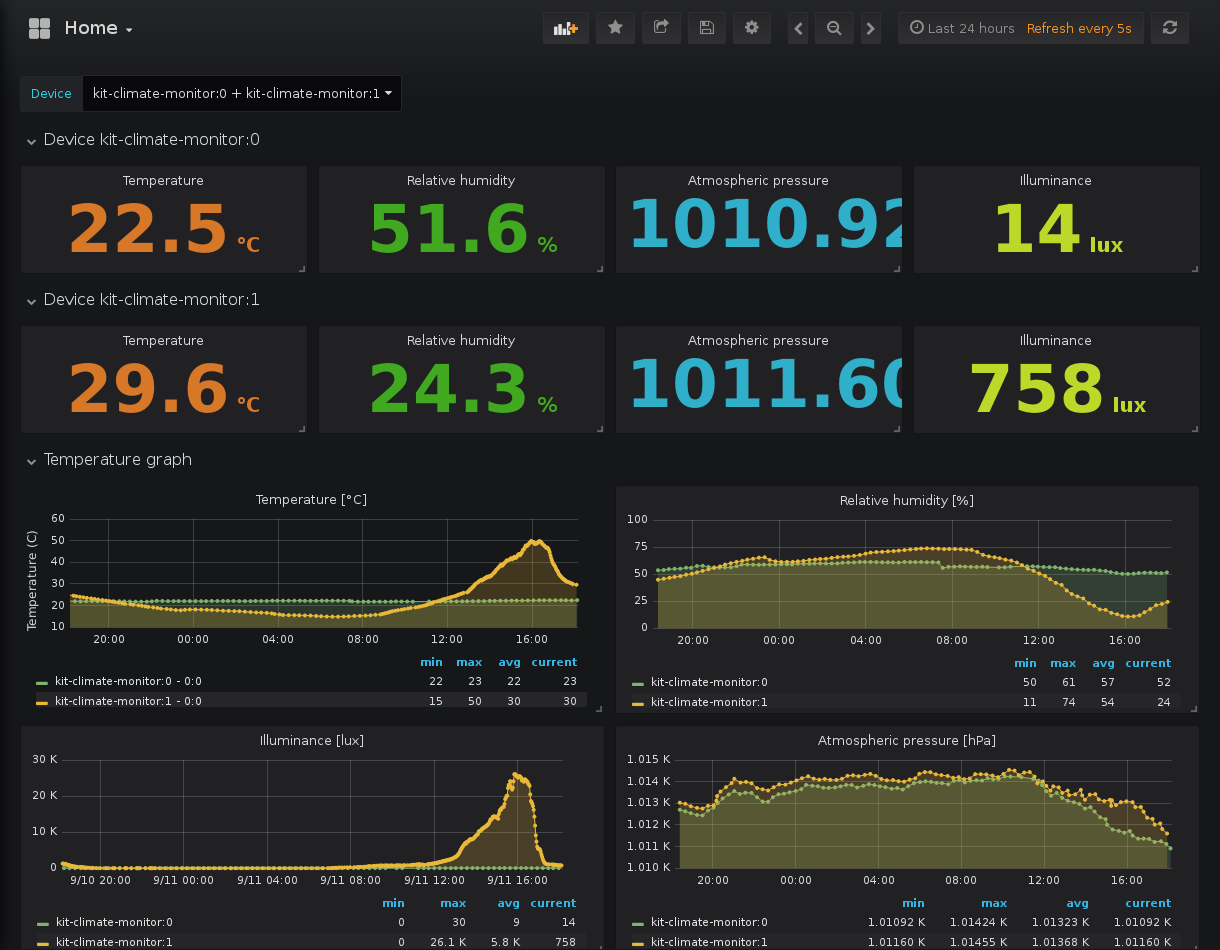 Home
Last 24 hours Refresh every 5s
Device kit-climate-monitor:0 + kit-climate-monitor:1
Device kit-climate-monitor:0
Temperature Relative humidity Atmospheric pressure Illuminance
22.5 °C 51.6 % 1010.92 14 lux
Device kit-climate-monitor:1
Temperature Relative humidity Atmospheric pressure Illuminance
29.6 °C 24.3 % 1011.60 758 lux
Temperature graph
Temperature [°C]
Temperature (C)
60
50
40
30
20
10
20:00 00:00 04:00 08:00 12:00 16:00
min max avg current
kit-climate-monitor:0 - 0:0 22 23 22 23
kit-climate-monitor:1 - 0:0 15 50 30 30
Relative humidity [%]
100
75
50
25
0
20:00 00:00 04:00 08:00 12:00 16:00
min max avg current
kit-climate-monitor:0 50 61 57 52
kit-climate-monitor:1 11 74 54 24
Illuminance [lux]
30 K
20 K
10 K
0
9/10 20:00 9/11 00:00 9/11 04:00 9/11 08:00 9/11 12:00 9/11 16:00
min max avg current
kit-climate-monitor:0 0 30 9 14
kit-climate-monitor:1 0 26.1 K 5.8 K 758
Atmospheric pressure [hPa]
1.015 K
1.014 K
1.013 K
1.012 K
1.011 K
1.010 K
20:00 00:00 04:00 08:00 12:00 16:00
min max avg current
kit-climate-monitor:0 1.01092 K 1.01424 K 1.01323 K 1.01092 K
kit-climate-monitor:1 1.01160 K 1.01455 K 1.01368 K 1.01160 K